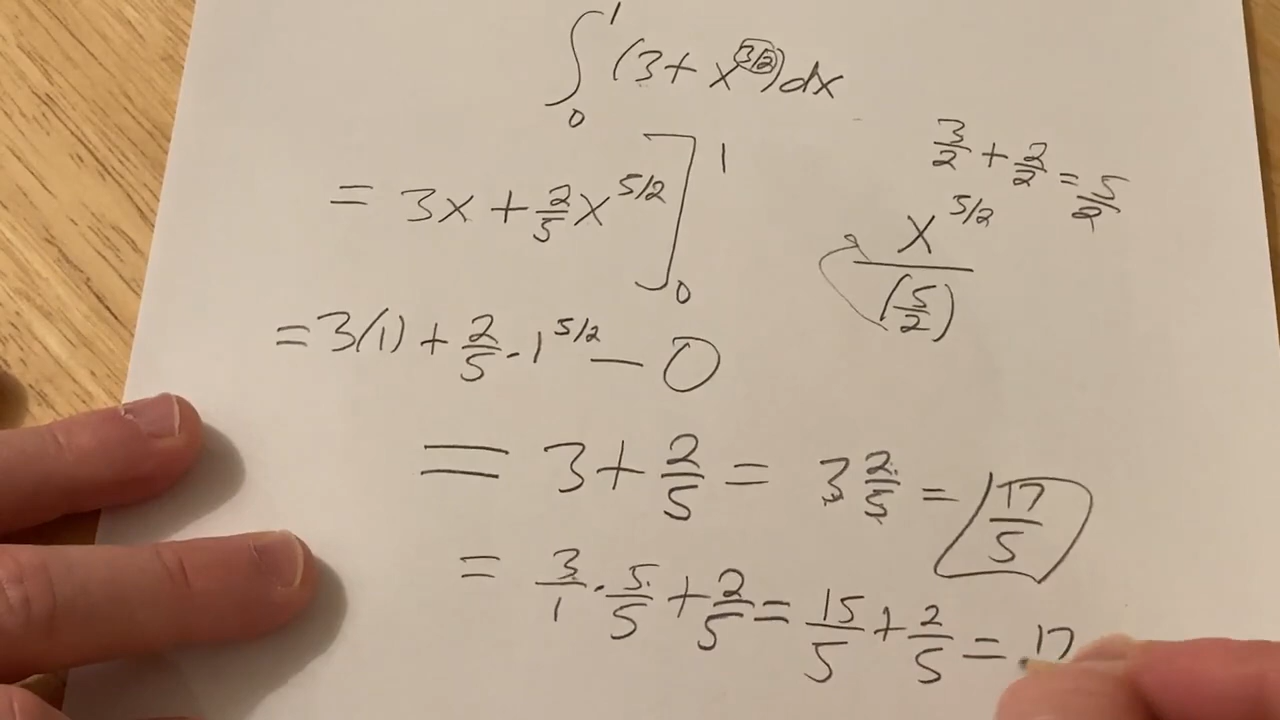 ∫₀¹ (3 + x^(3/2)) dx
= 3x + 2/5 x^(5/2) ]₀¹
3/2 + 2/2 = 5/2
x^(5/2) / (5/2)
= 3(1) + 2/5 · 1^(5/2) − 0
= 3 + 2/5 = 3 2/5 = 17/5
= 3/1 · 5/5 + 2/5 = 15/5 + 2/5 = 17